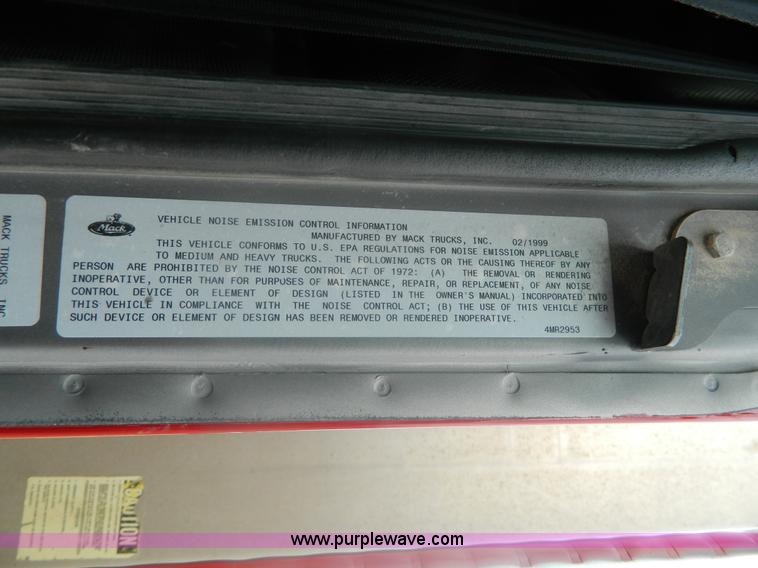 Mack
VEHICLE NOISE EMISSION CONTROL INFORMATION
MANUFACTURED BY MACK TRUCKS, INC. 02/1999
THIS VEHICLE CONFORMS TO U.S. EPA REGULATIONS FOR NOISE EMISSION APPLICABLE
TO MEDIUM AND HEAVY TRUCKS. THE FOLLOWING ACTS OR THE CAUSING THEREOF BY ANY
PERSON ARE PROHIBITED BY THE NOISE CONTROL ACT OF 1972: (A) THE REMOVAL OR RENDERING
INOPERATIVE, OTHER THAN FOR PURPOSES OF MAINTENANCE, REPAIR, OR REPLACEMENT, OF ANY NOISE
CONTROL DEVICE OR ELEMENT OF DESIGN (LISTED IN THE OWNER'S MANUAL) INCORPORATED INTO
THIS VEHICLE IN COMPLIANCE WITH THE NOISE CONTROL ACT; (B) THE USE OF THIS VEHICLE AFTER
SUCH DEVICE OR ELEMENT OF DESIGN HAS BEEN REMOVED OR RENDERED INOPERATIVE.
4MR2953
MACK TRUCKS INC
CAUTION
www.purplewave.com